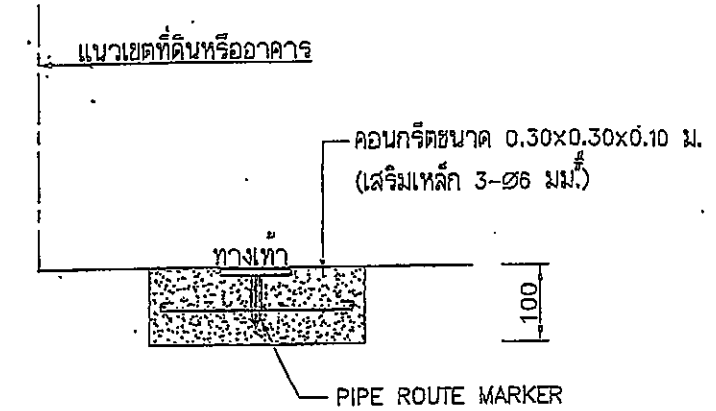 แนวเขตที่ดินหรืออาคาร
คอนกรีตขนาด 0.30x0.30x0.10 ม.
(เสริมเหล็ก 3-Ø6 มม.#)
ทางเท้า
100
PIPE ROUTE MARKER